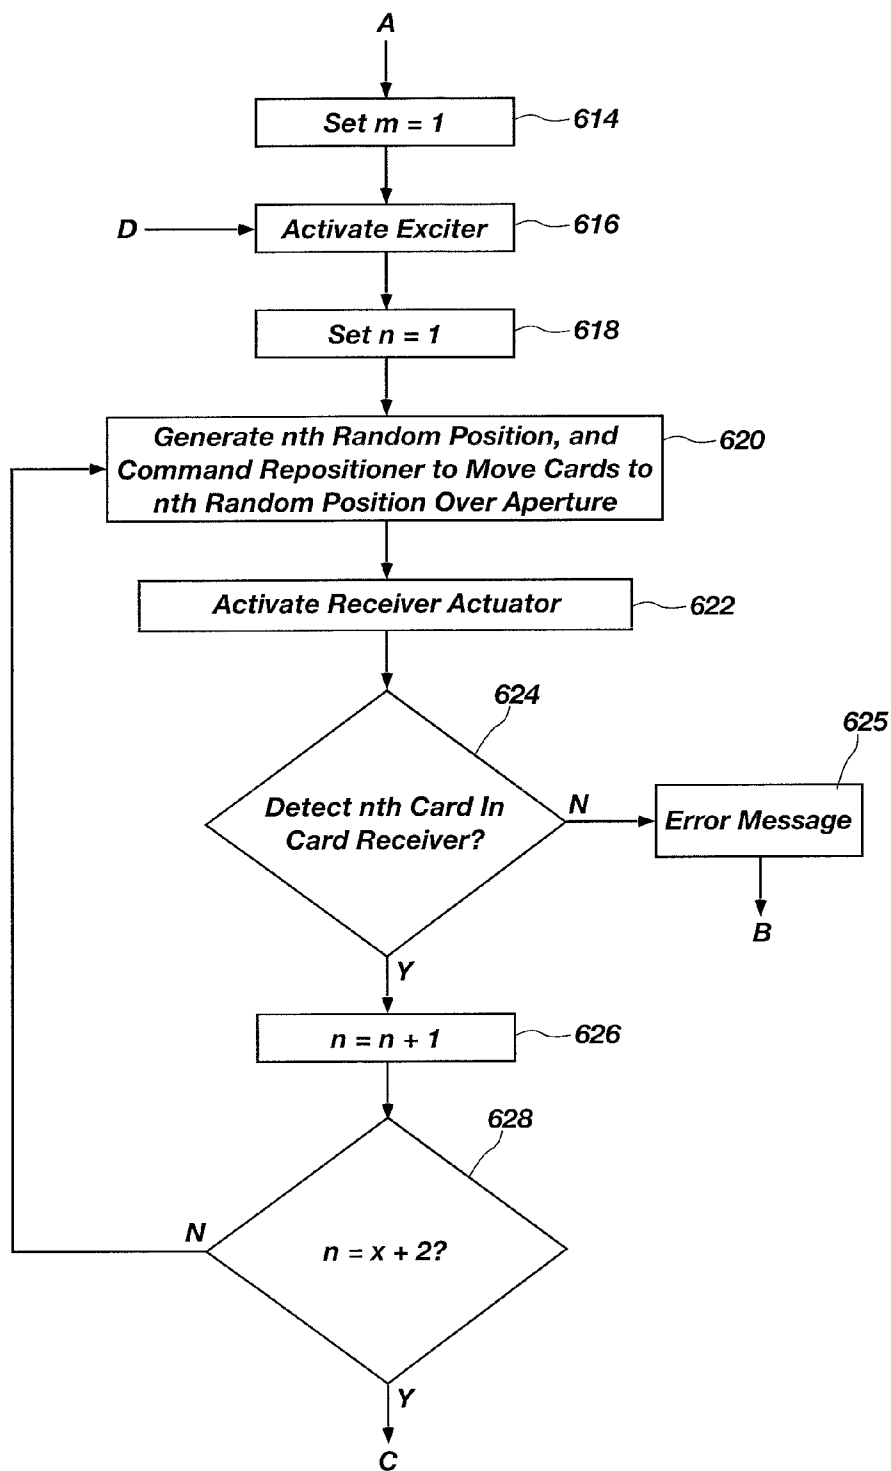 A
Set m = 1
614
D
Activate Exciter
616
Set n = 1
618
Generate nth Random Position, and
Command Repositioner to Move Cards to
nth Random Position Over Aperture
620
Activate Receiver Actuator
622
624
Detect nth Card In
Card Receiver?
N
625
Error Message
B
Y
n = n + 1
626
628
n = x + 2?
N
Y
C